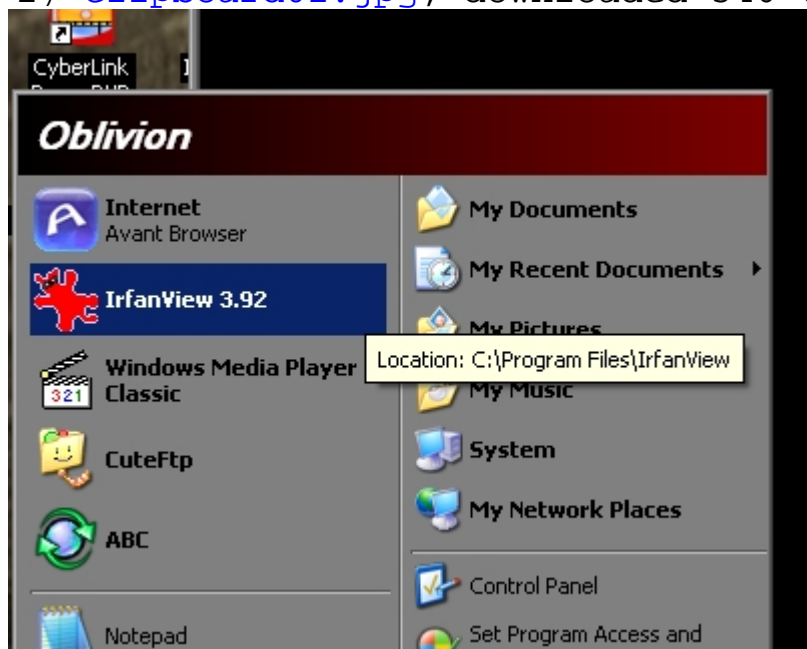 CyberLink
Oblivion
Internet
Avant Browser
IrfanView 3.92
Windows Media Player
Classic
321
CuteFtp
ABC
Notepad
My Documents
My Recent Documents
My Pictures
Location: C:\Program Files\IrfanView
My Music
System
My Network Places
Control Panel
Set Program Access and